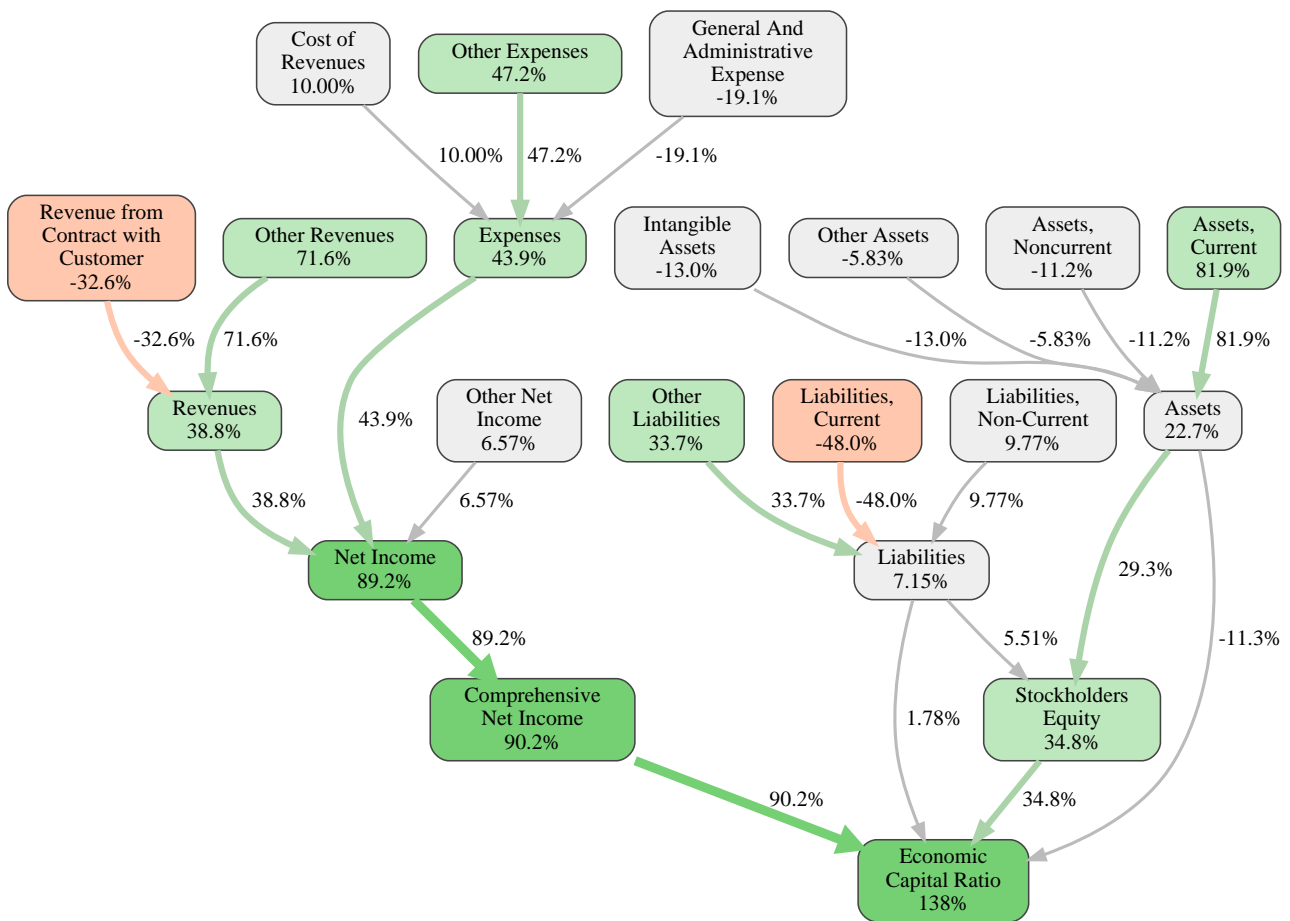 Cost of
Revenues
10.00%
Other Expenses
47.2%
General And
Administrative
Expense
-19.1%
10.00%
47.2%
-19.1%
Revenue from
Contract with
Customer
-32.6%
Other Revenues
71.6%
Expenses
43.9%
Intangible
Assets
-13.0%
Other Assets
-5.83%
Assets,
Noncurrent
-11.2%
Assets,
Current
81.9%
-32.6%
71.6%
-13.0%
-5.83%
-11.2%
81.9%
Revenues
38.8%
43.9%
Other Net
Income
6.57%
Other
Liabilities
33.7%
Liabilities,
Current
-48.0%
Liabilities,
Non-Current
9.77%
Assets
22.7%
38.8%
6.57%
33.7%
-48.0%
9.77%
Net Income
89.2%
Liabilities
7.15%
29.3%
89.2%
5.51%
-11.3%
Comprehensive
Net Income
90.2%
1.78%
Stockholders
Equity
34.8%
90.2%
34.8%
Economic
Capital Ratio
138%